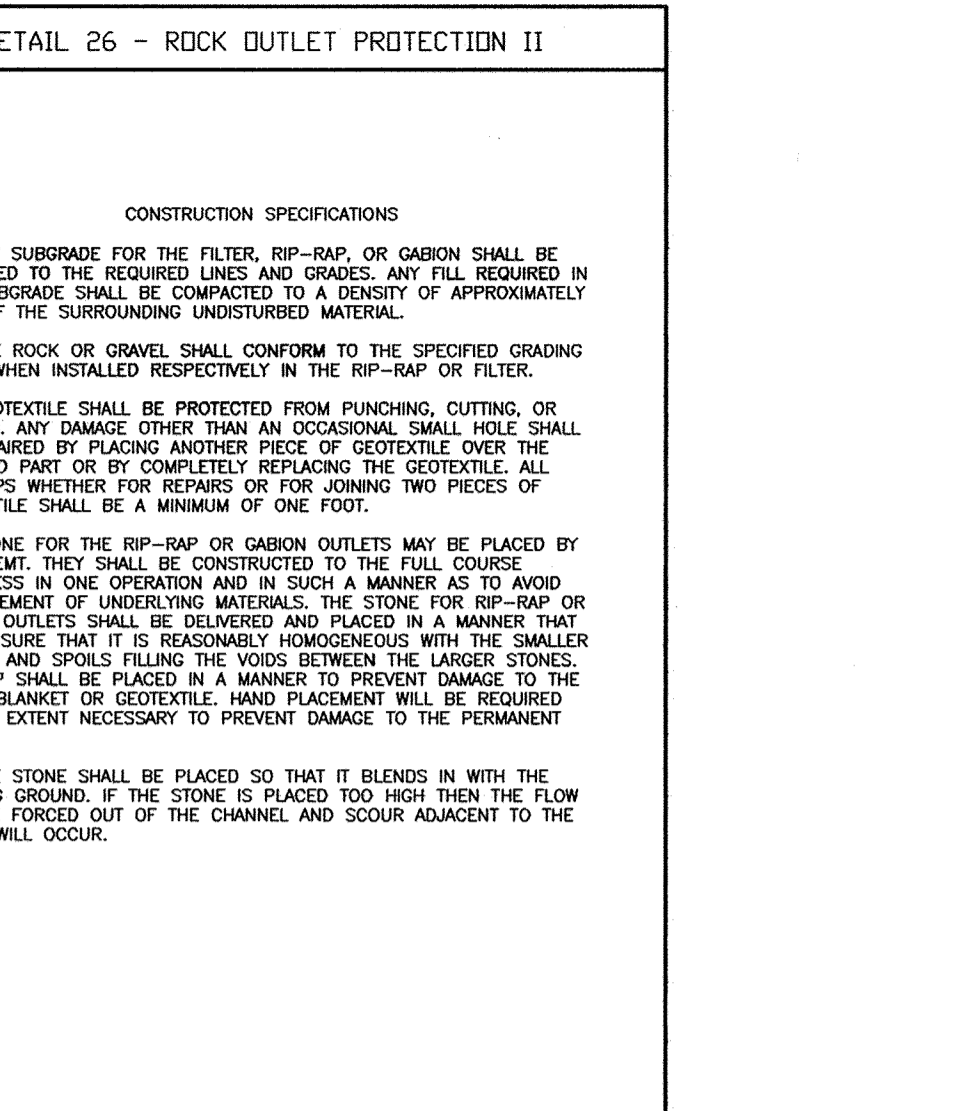 ETAIL 26 - ROCK OUTLET PROTECTION II
CONSTRUCTION SPECIFICATIONS
SUBGRADE FOR THE FILTER, RIP-RAP, OR GABION SHALL BE
ED TO THE REQUIRED LINES AND GRADES. ANY FILL REQUIRED IN
BGRADE SHALL BE COMPACTED TO A DENSITY OF APPROXIMATELY
F THE SURROUNDING UNDISTURBED MATERIAL.
E ROCK OR GRAVEL SHALL CONFORM TO THE SPECIFIED GRADING
WHEN INSTALLED RESPECTIVELY IN THE RIP-RAP OR FILTER.
OTEXTILE SHALL BE PROTECTED FROM PUNCHING, CUTTING, OR
. ANY DAMAGE OTHER THAN AN OCCASIONAL SMALL HOLE SHALL
AIRED BY PLACING ANOTHER PIECE OF GEOTEXTILE OVER THE
D PART OR BY COMPLETELY REPLACING THE GEOTEXTILE. ALL
PS WHETHER FOR REPAIRS OR FOR JOINING TWO PIECES OF
TILE SHALL BE A MINIMUM OF ONE FOOT.
NE FOR THE RIP-RAP OR GABION OUTLETS MAY BE PLACED BY
EMT. THEY SHALL BE CONSTRUCTED TO THE FULL COURSE
ESS IN ONE OPERATION AND IN SUCH A MANNER AS TO AVOID
EMENT OF UNDERLYING MATERIALS. THE STONE FOR RIP-RAP OR
OUTLETS SHALL BE DELIVERED AND PLACED IN A MANNER THAT
SURE THAT IT IS REASONABLY HOMOGENEOUS WITH THE SMALLER
AND SPOILS FILLING THE VOIDS BETWEEN THE LARGER STONES.
P SHALL BE PLACED IN A MANNER TO PREVENT DAMAGE TO THE
BLANKET OR GEOTEXTILE. HAND PLACEMENT WILL BE REQUIRED
EXTENT NECESSARY TO PREVENT DAMAGE TO THE PERMANENT
E STONE SHALL BE PLACED SO THAT IT BLENDS IN WITH THE
G GROUND. IF THE STONE IS PLACED TOO HIGH THEN THE FLOW
FORCED OUT OF THE CHANNEL AND SCOUR ADJACENT TO THE
WILL OCCUR.